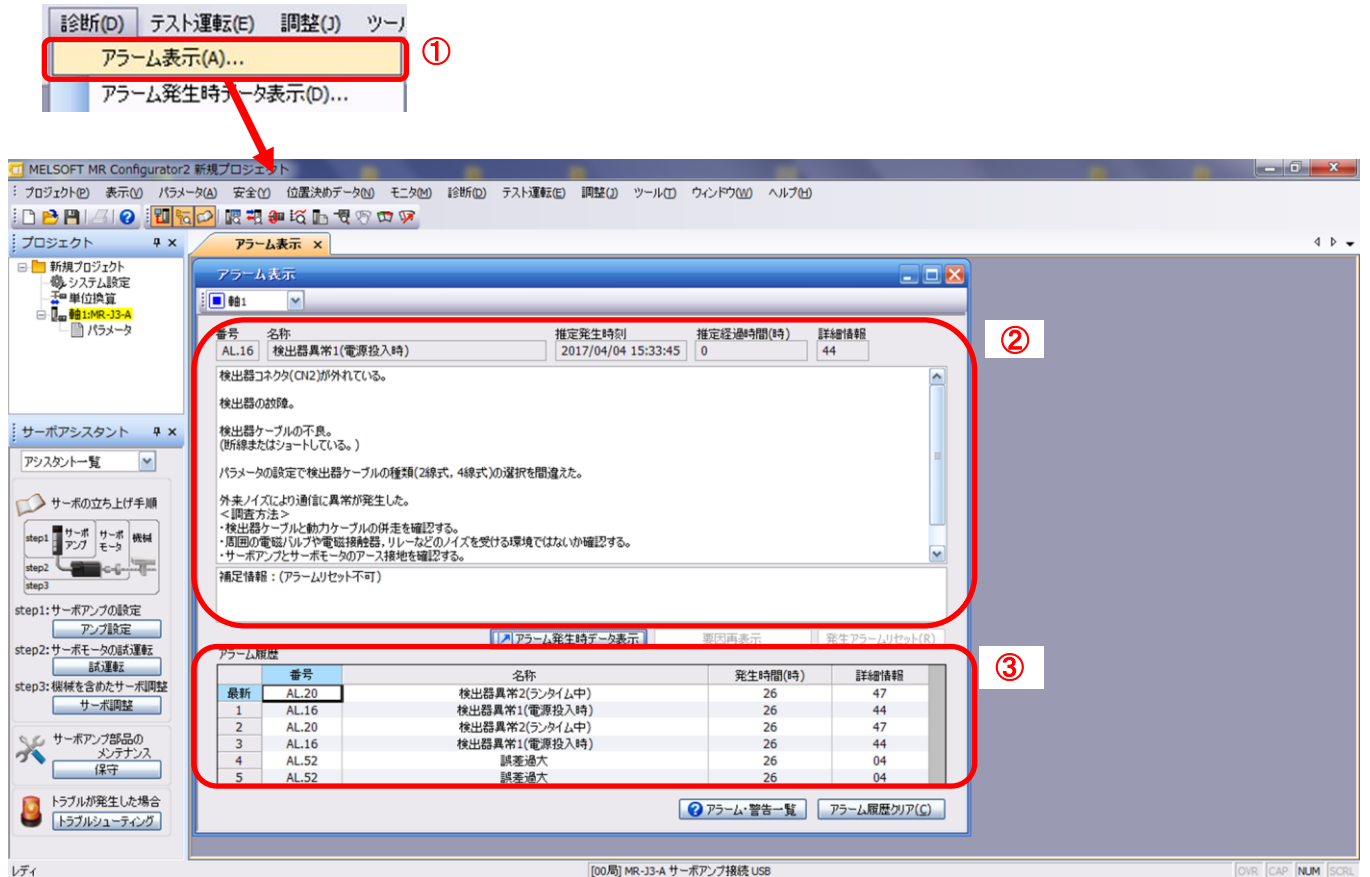 診断(D) テスト運転(E) 調整(J) ツール
アラーム表示(A)...
①
アラーム発生時データ表示(D)...
MELSOFT MR Configurator2 新規プロジェクト
プロジェクト(P) 表示(V) パラメータ(A) 安全(Y) 位置決めデータ(N) モニタ(M) 診断(D) テスト運転(E) 調整(J) ツール(T) ウィンドウ(W) ヘルプ(H)
プロジェクト
アラーム表示
新規プロジェクト
システム設定
単位換算
軸1:MR-J3-A
パラメータ
アラーム表示
軸1
番号 名称 推定発生時刻 推定経過時間(時) 詳細情報
AL.16 検出器異常1(電源投入時) 2017/04/04 15:33:45 0 44
②
検出器コネクタ(CN2)が外れている。
検出器の故障。
検出器ケーブルの不良。
(断線またはショートしている。)
パラメータの設定で検出器ケーブルの種類(2線式, 4線式)の選択を間違えた。
外来ノイズにより通信に異常が発生した。
＜調査方法＞
・検出器ケーブルと動力ケーブルの併走を確認する。
・周囲の電磁バルブや電磁接触器, リレーなどのノイズを受ける環境ではないか確認する。
・サーボアンプとサーボモータのアース接地を確認する。
補足情報：(アラームリセット不可)
アラーム発生時データ表示 要因再表示 発生アラームリセット(R)
アラーム履歴
③
番号 名称 発生時間(時) 詳細情報
最新 AL.20 検出器異常2(ランタイム中) 26 47
1 AL.16 検出器異常1(電源投入時) 26 44
2 AL.20 検出器異常2(ランタイム中) 26 47
3 AL.16 検出器異常1(電源投入時) 26 44
4 AL.52 誤差過大 26 04
5 AL.52 誤差過大 26 04
アラーム・警告一覧 アラーム履歴クリア(C)
サーボアシスタント
アシスタント一覧
サーボの立ち上げ手順
step1 サーボアンプ サーボモータ 機械
step2
step3
step1:サーボアンプの設定
アンプ設定
step2:サーボモータの試運転
試運転
step3:機械を含めたサーボ調整
サーボ調整
サーボアンプ部品の
メンテナンス
保守
トラブルが発生した場合
トラブルシューティング
レディ
[00局] MR-J3-A サーボアンプ接続 USB
OVR CAP NUM SCRL